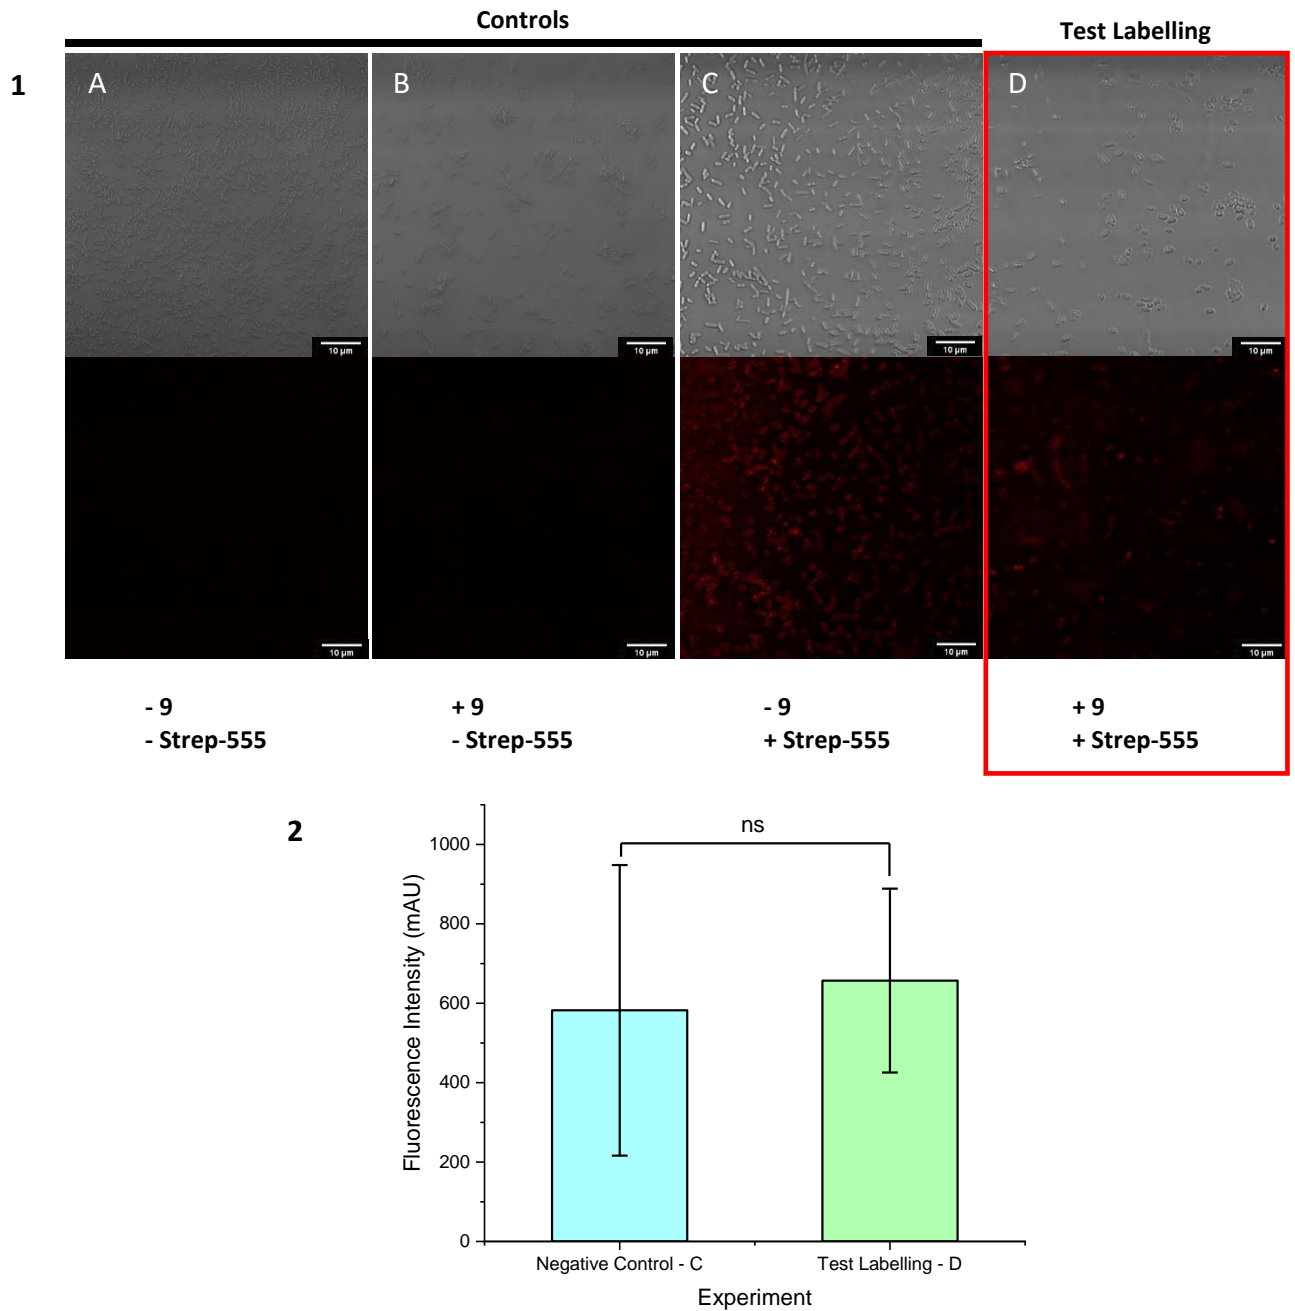 Controls
Test Labelling
1
A
B
C
D
10 µm
10 µm
10 µm
10 µm
10 µm
10 µm
10 µm
10 µm
- 9
- Strep-555
+ 9
- Strep-555
- 9
+ Strep-555
+ 9
+ Strep-555
2
ns
1000
800
600
400
200
0
Fluorescence Intensity (mAU)
Negative Control - C
Test Labelling - D
Experiment